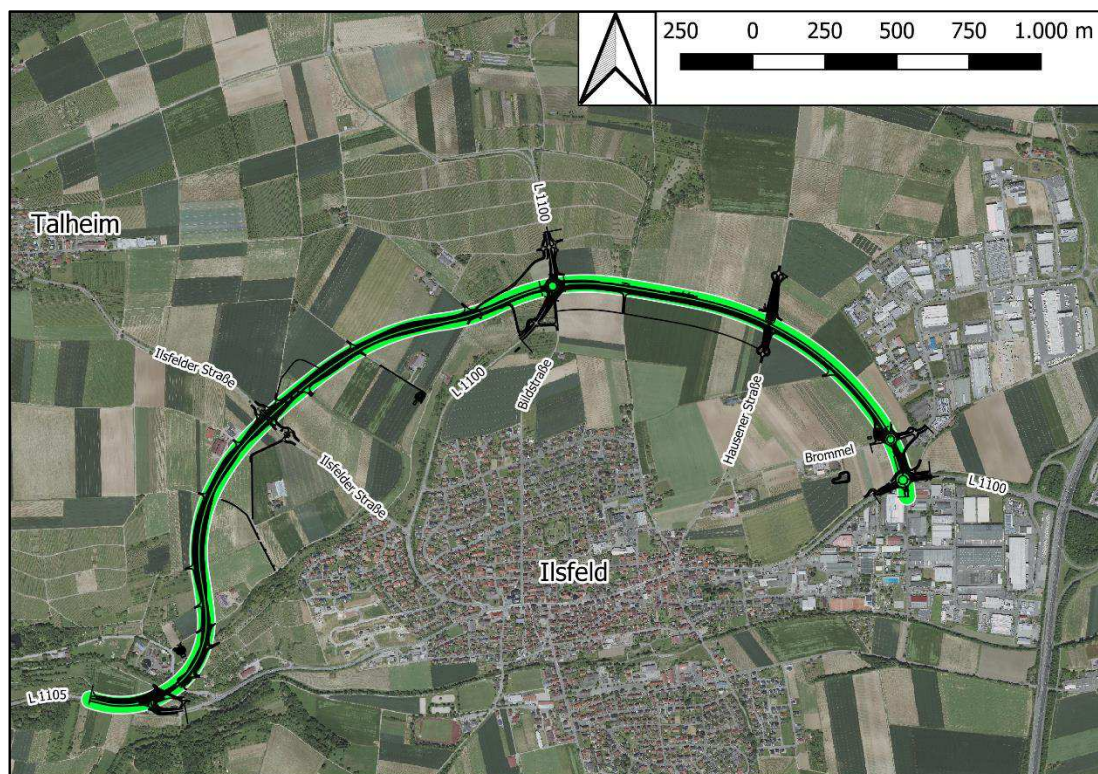 250 0 250 500 750 1.000 m
L 1100
Talheim
Ilsfelder Straße
L 1100
Bildstraße
Hausener Straße
Ilsfelder Straße
Brommel
L 1100
Ilsfeld
L 1105